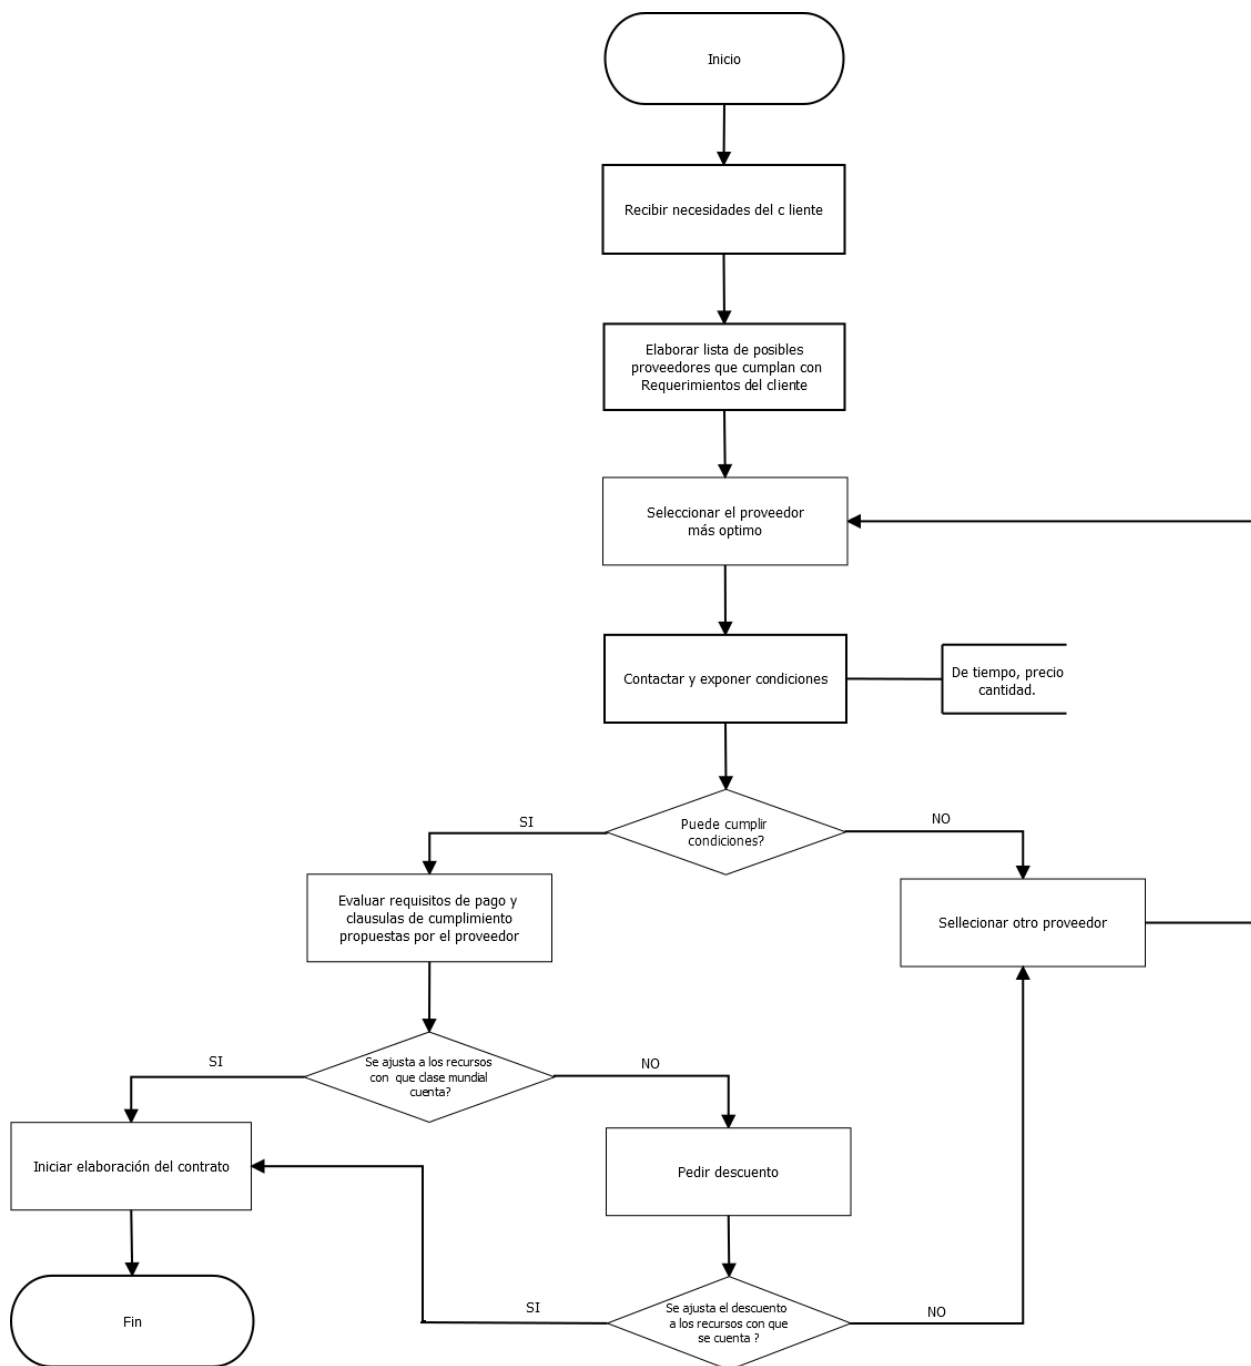 Inicio
Recibir necesidades del c liente
Elaborar lista de posibles
proveedores que cumplan con
Requerimientos del cliente
Seleccionar el proveedor
más optimo
Contactar y exponer condiciones
De tiempo, precio
cantidad.
Puede cumplir
condiciones?
SI
NO
Evaluar requisitos de pago y
clausulas de cumplimiento
propuestas por el proveedor
Sellecionar otro proveedor
Se ajusta a los recursos
con que clase mundial
cuenta?
SI
NO
Iniciar elaboración del contrato
Pedir descuento
Se ajusta el descuento
a los recursos con que
se cuenta ?
SI
NO
Fin